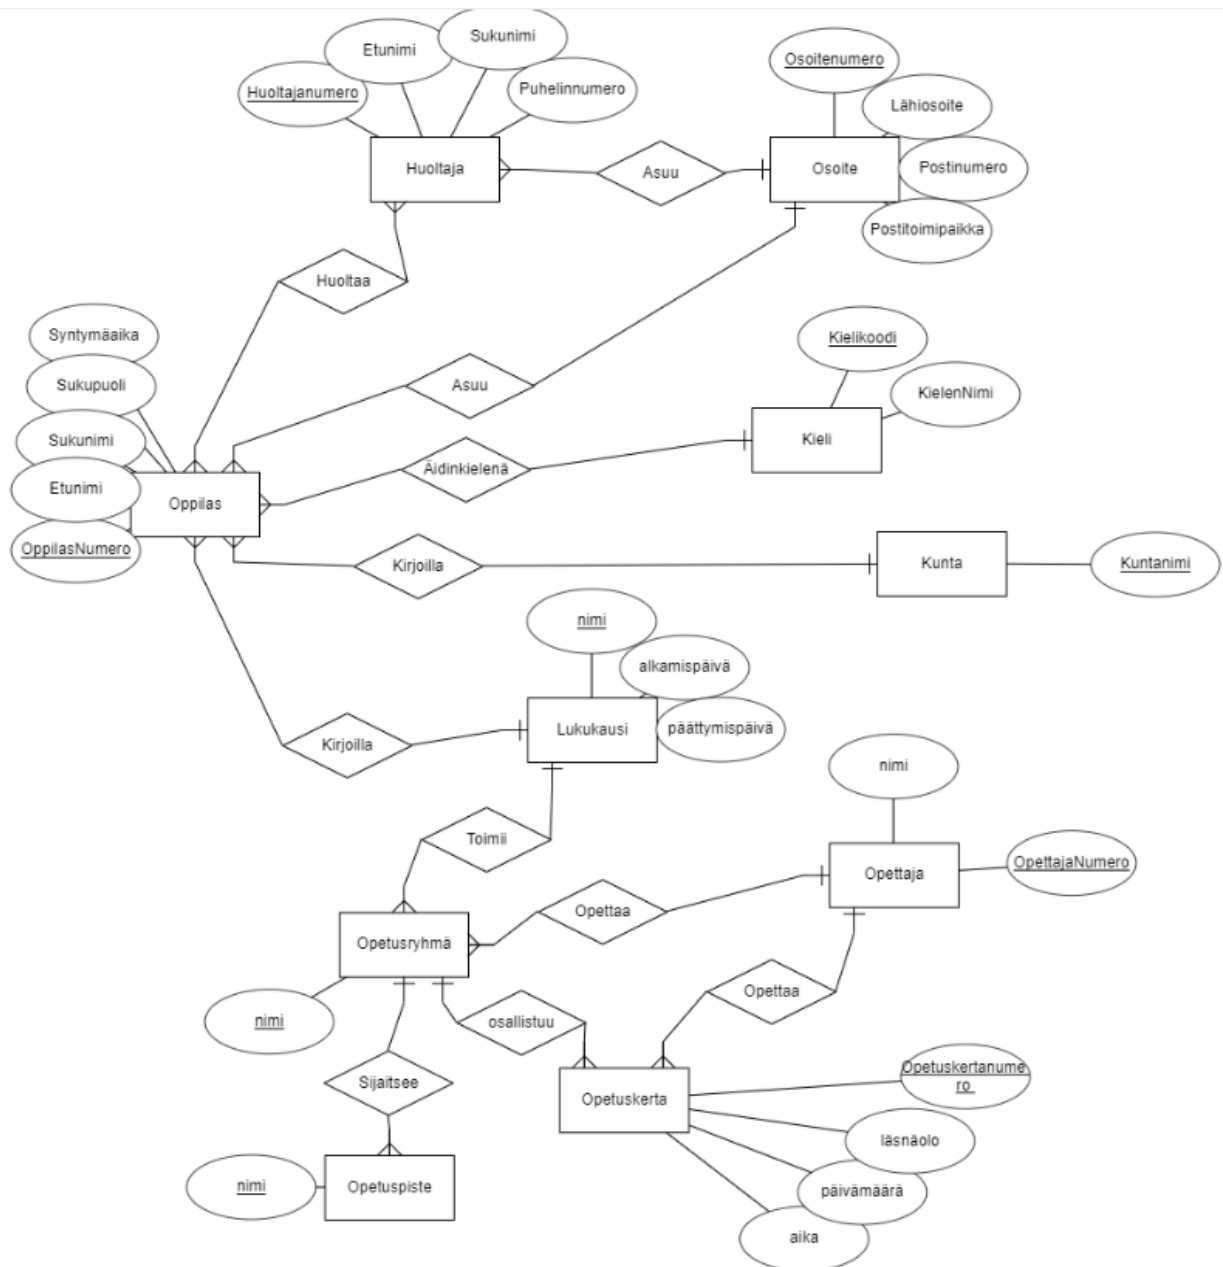 Sukunimi
Etunimi
Osoitenumero
Huoltajanumero
Puhelinnumero
Lähiosoite
Huoltaja
Asuu
Osoite
Postinumero
Postitoimipaikka
Huoltaa
Syntymäaika
Kielikoodi
Sukupuoli
Asuu
KielenNimi
Sukunimi
Äidinkielenä
Kieli
Etunimi
Oppilas
OppilasNumero
Kirjoilla
Kunta
Kuntanimi
nimi
alkamispäivä
Lukukausi
päättymispäivä
Kirjoilla
nimi
Toimii
Opettaja
OpettajaNumero
Opettaa
Opetusryhmä
Opettaa
nimi
osallistuu
Opetuskertanume
ro
Sijaitsee
Opetuskerta
läsnäolo
nimi
Opetuspiste
päivämäärä
aika